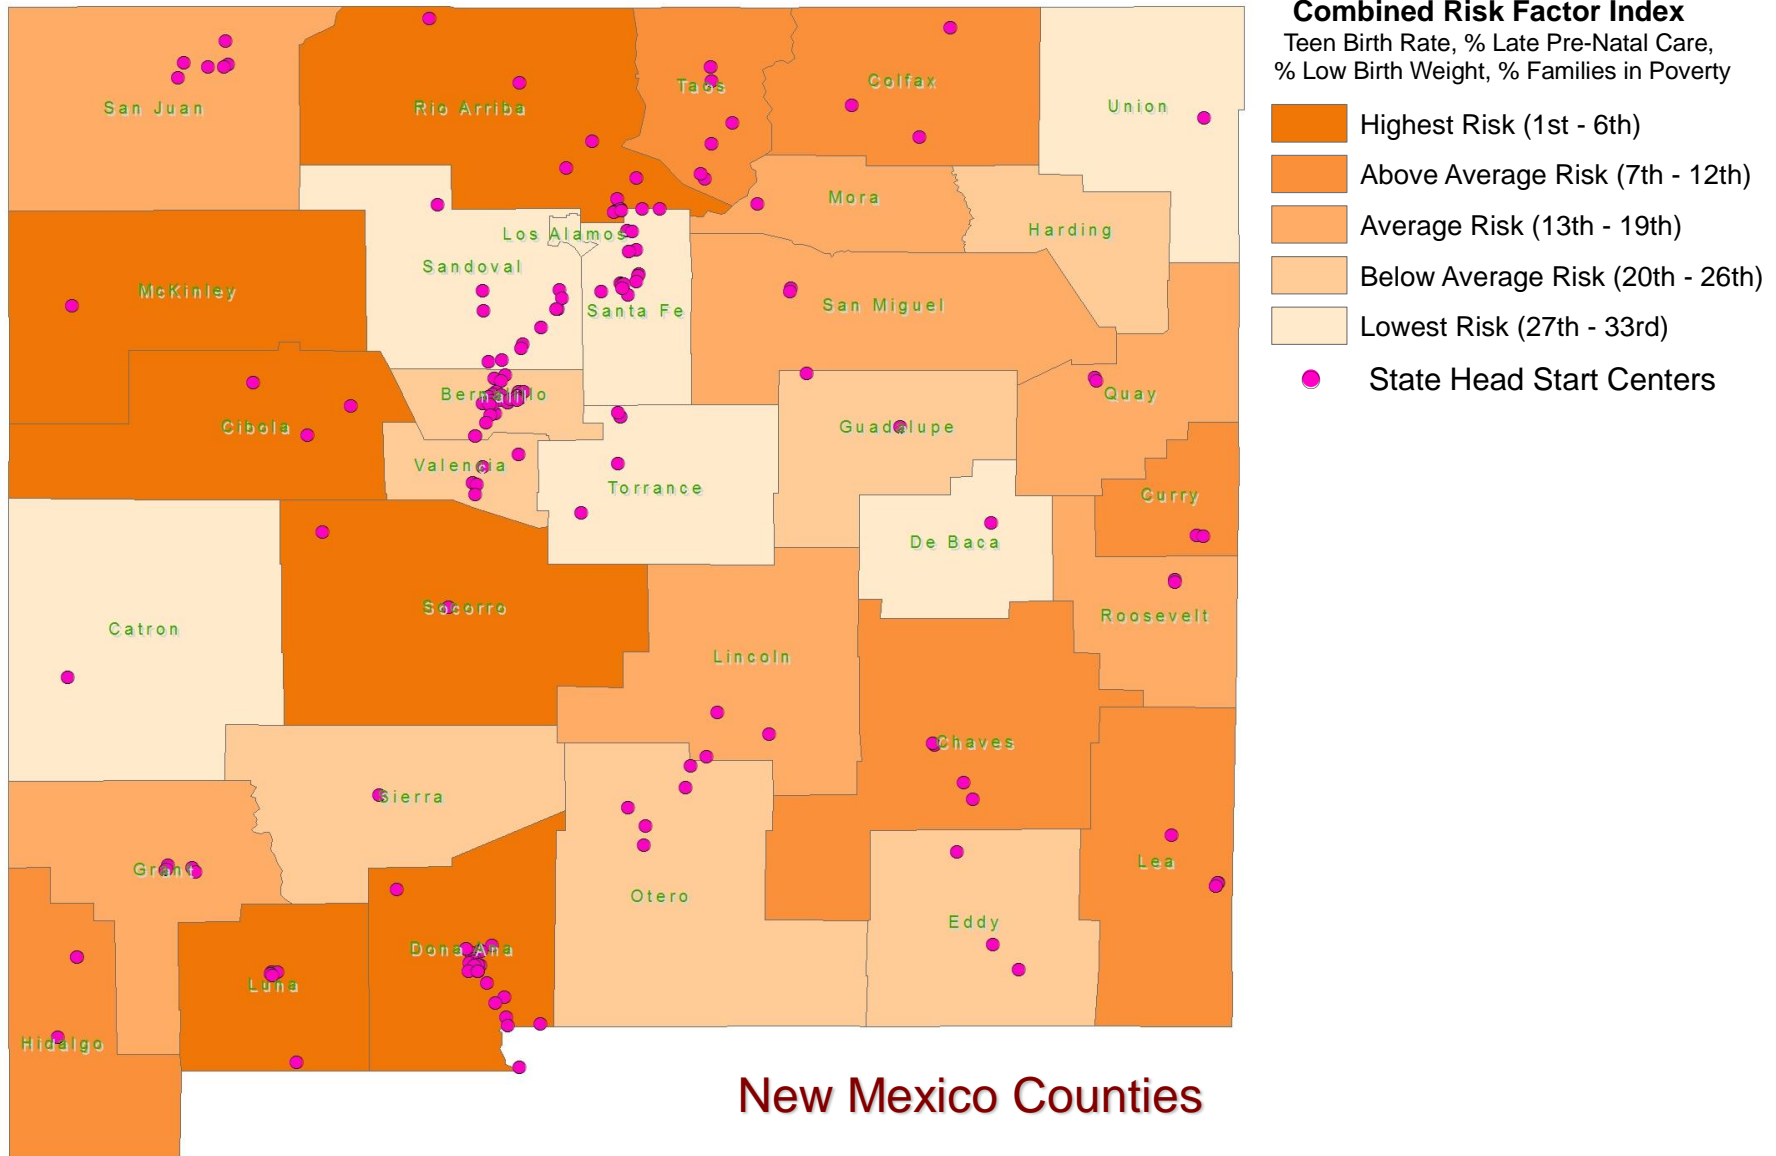 Combined Risk Factor Index
Teen Birth Rate, % Late Pre-Natal Care,
% Low Birth Weight, % Families in Poverty
Highest Risk (1st - 6th)
Above Average Risk (7th - 12th)
Average Risk (13th - 19th)
Below Average Risk (20th - 26th)
Lowest Risk (27th - 33rd)
State Head Start Centers
San Juan
Rio Arriba
Taos
Colfax
Union
Mora
Harding
Los Alamos
Sandoval
McKinley
Santa Fe
San Miguel
Bernalillo
Quay
Cibola
Guadalupe
Valencia
Torrance
Curry
De Baca
Socorro
Roosevelt
Catron
Lincoln
Chaves
Sierra
Grant
Lea
Otero
Eddy
Dona Ana
Luna
Hidalgo
New Mexico Counties